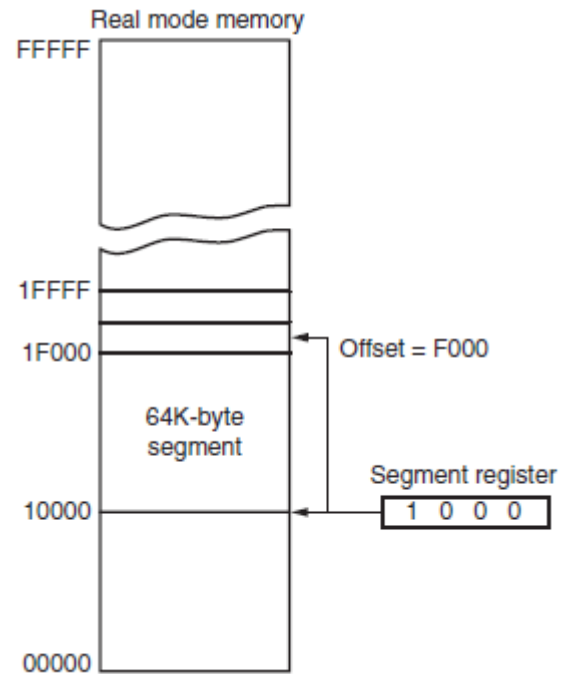 Real mode memory
FFFFF
1FFFF
1F000
Offset = F000
64K-byte
segment
Segment register
10000
1 0 0 0
00000